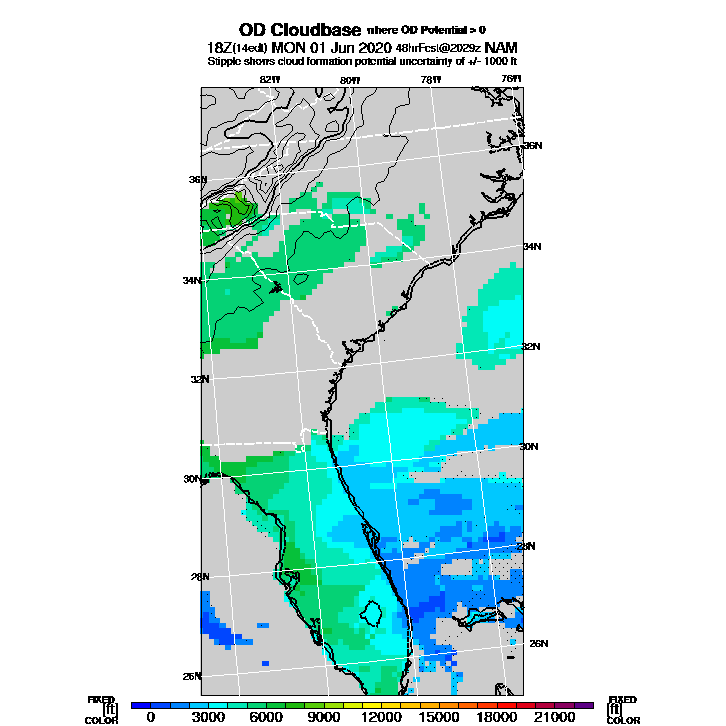 OD Cloudbase where OD Potential > 0
18Z(14edt) MON 01 Jun 2020 48hrFcst@2029z NAM
Stipple shows cloud formation potential uncertainty of +/- 1000 ft
82W 80W 78W 76W
36N 36N
34N 34N
32N 32N
30N 30N
28N 28N
26N 26N
FIXED FIXED
[ft] 0 3000 6000 9000 12000 15000 18000 21000 [ft]
COLOR COLOR